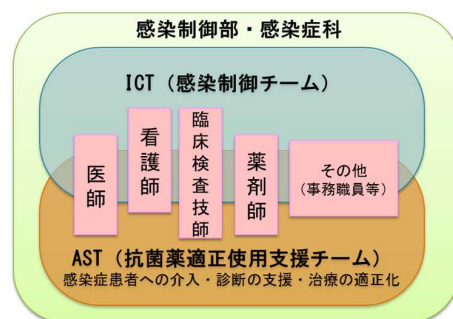 感染制御部・感染症科
ICT（感染制御チーム）
医師
看護師
臨床検査技師
薬剤師
その他
（事務職員等）
AST（抗菌薬適正使用支援チーム）
感染症患者への介入・診断の支援・治療の適正化